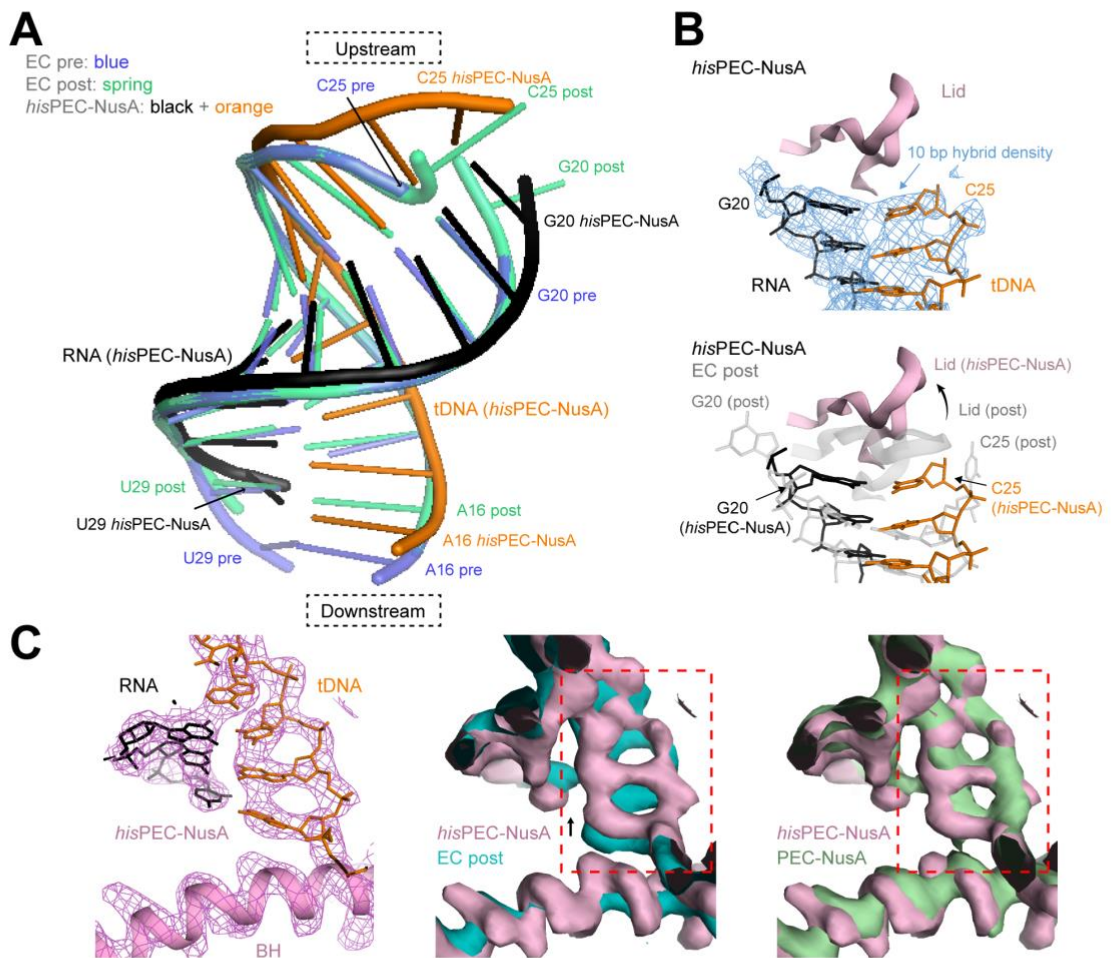 A
EC pre: blue
EC post: spring
hisPEC-NusA: black + orange
Upstream
C25 pre
C25 hisPEC-NusA
C25 post
G20 post
G20 hisPEC-NusA
G20 pre
RNA (hisPEC-NusA)
tDNA (hisPEC-NusA)
U29 post
U29 hisPEC-NusA
U29 pre
A16 post
A16 hisPEC-NusA
A16 pre
Downstream
B
hisPEC-NusA
Lid
10 bp hybrid density
G20
C25
RNA
tDNA
hisPEC-NusA
EC post
G20 (post)
Lid (hisPEC-NusA)
Lid (post)
C25 (post)
G20
(hisPEC-NusA)
C25
(hisPEC-NusA)
C
RNA
tDNA
hisPEC-NusA
BH
hisPEC-NusA
EC post
hisPEC-NusA
PEC-NusA